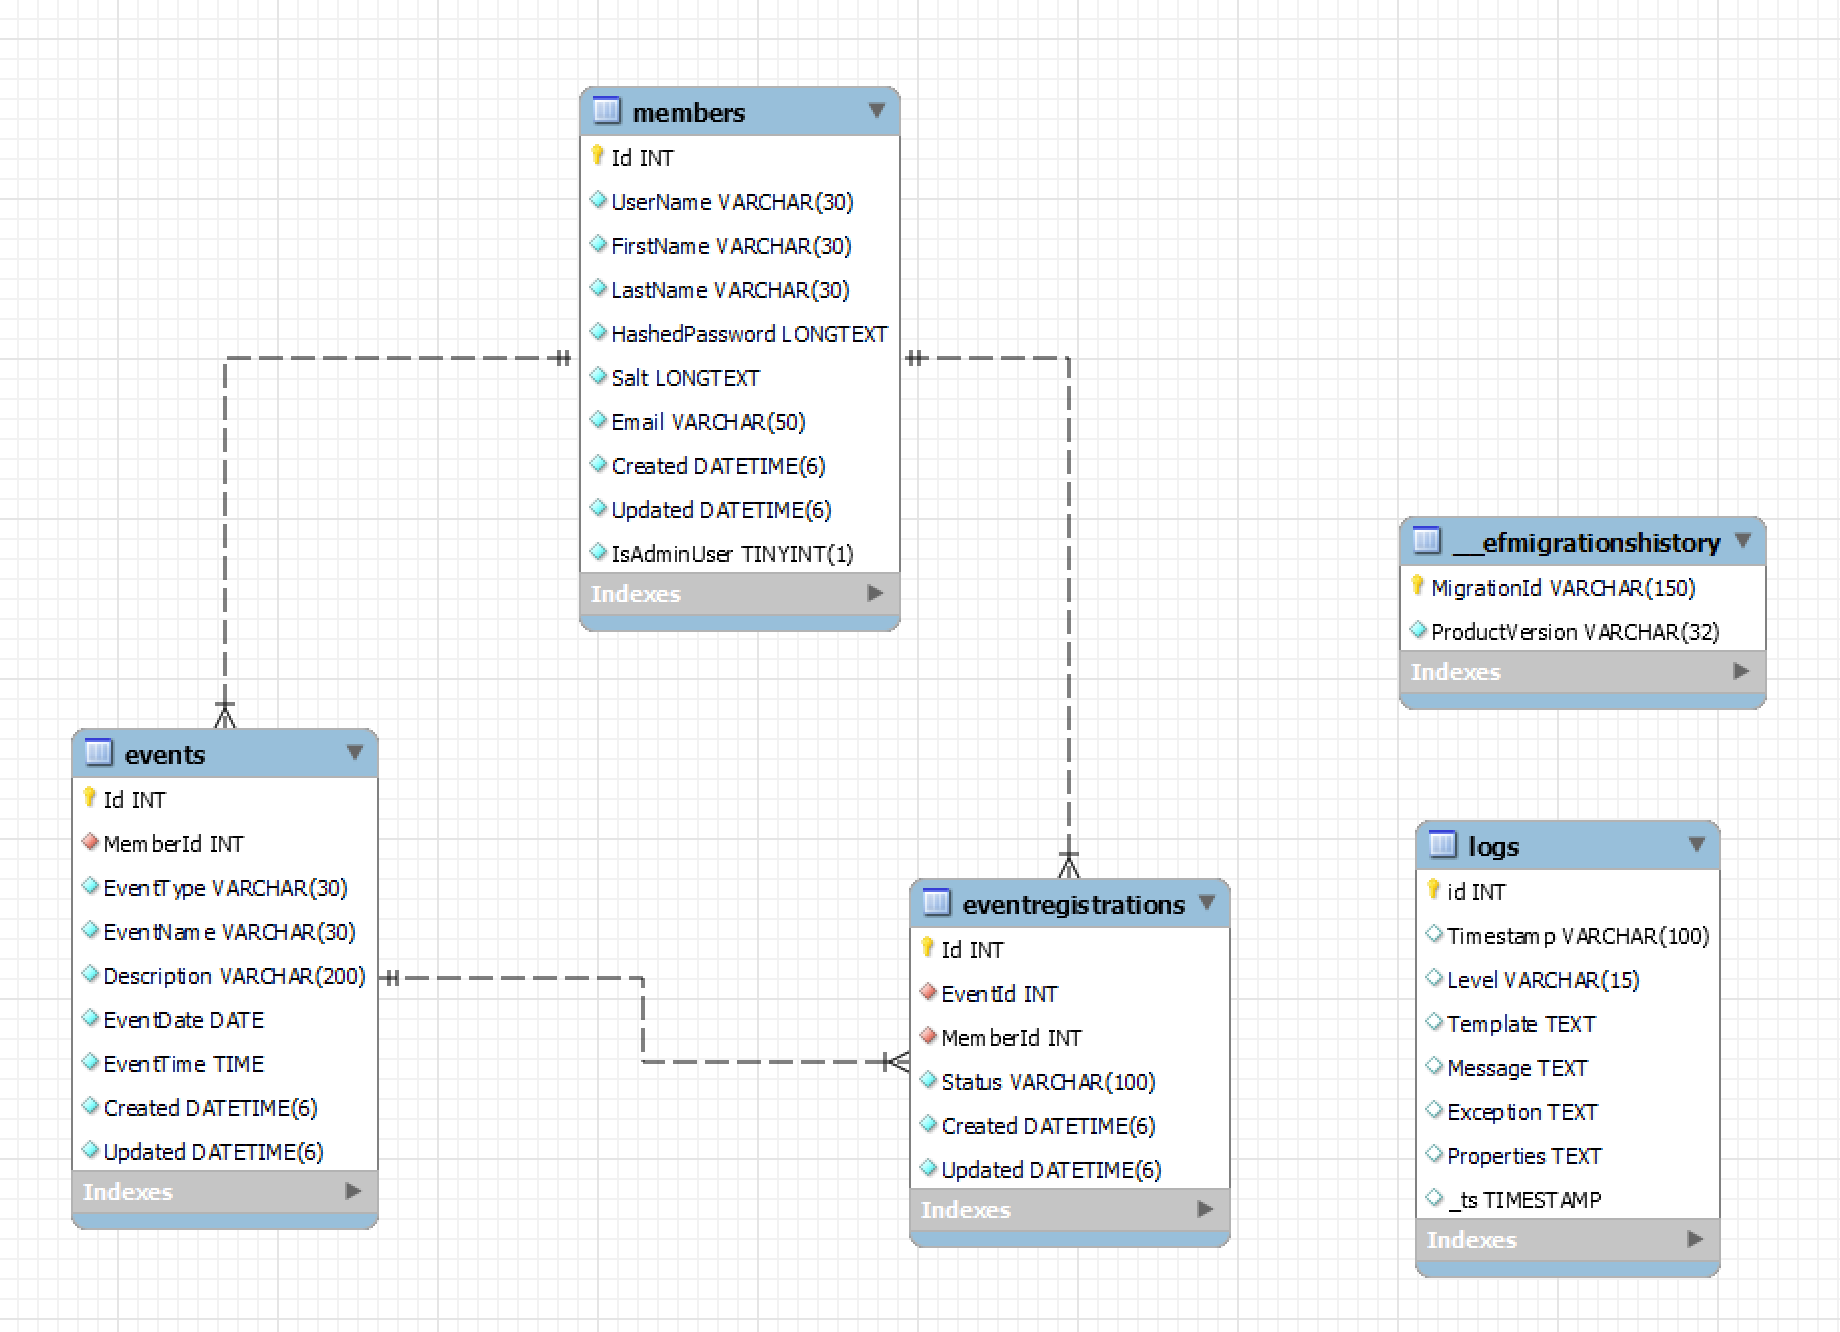 members
Id INT
UserName VARCHAR(30)
FirstName VARCHAR(30)
LastName VARCHAR(30)
HashedPassword LONGTEXT
Salt LONGTEXT
Email VARCHAR(50)
Created DATETIME(6)
Updated DATETIME(6)
IsAdminUser TINYINT(1)
Indexes
__efmigrationshistory
MigrationId VARCHAR(150)
ProductVersion VARCHAR(32)
Indexes
events
Id INT
MemberId INT
EventType VARCHAR(30)
EventName VARCHAR(30)
Description VARCHAR(200)
EventDate DATE
EventTime TIME
Created DATETIME(6)
Updated DATETIME(6)
Indexes
eventregistrations
Id INT
EventId INT
MemberId INT
Status VARCHAR(100)
Created DATETIME(6)
Updated DATETIME(6)
Indexes
logs
id INT
Timestamp VARCHAR(100)
Level VARCHAR(15)
Template TEXT
Message TEXT
Exception TEXT
Properties TEXT
_ts TIMESTAMP
Indexes